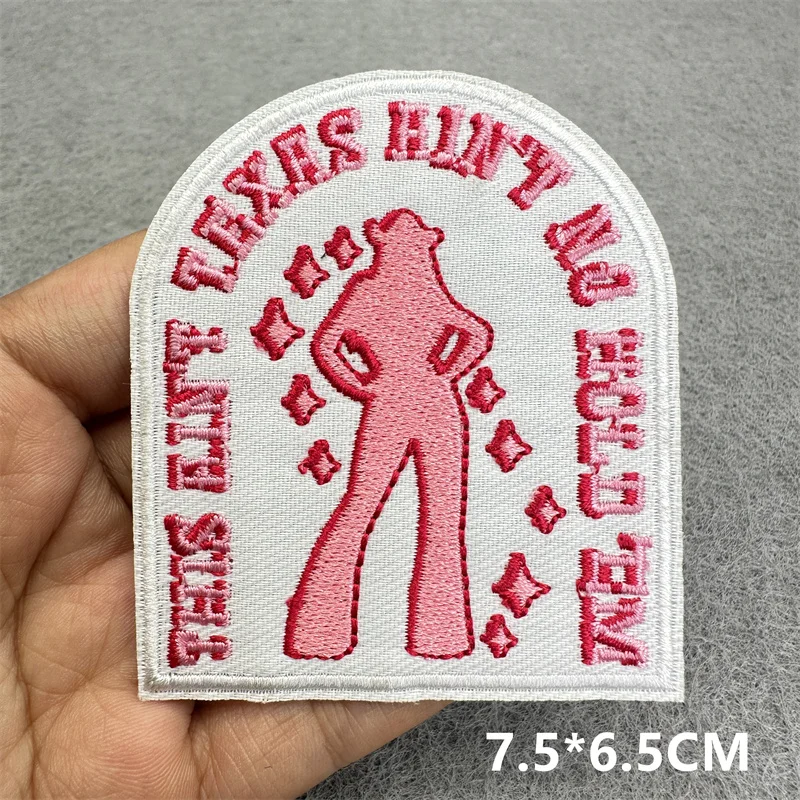 THIS AIN'T TEXAS AIN'T NO HOLD 'EM
7.5*6.5CM